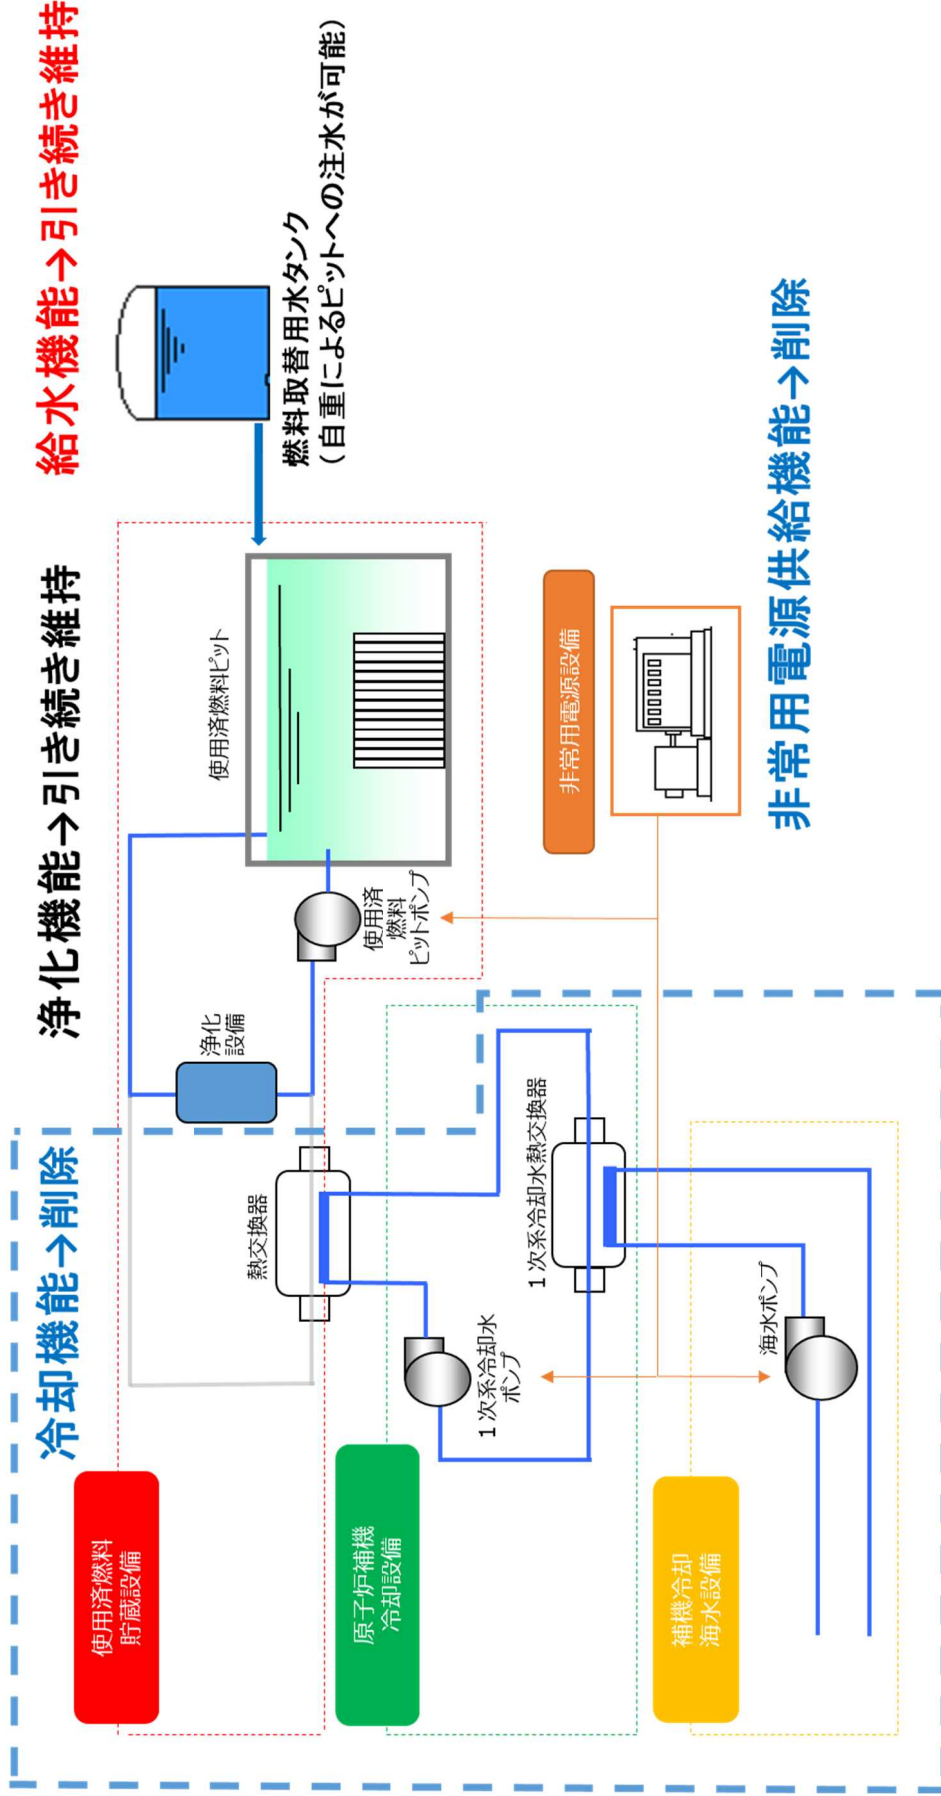 冷却機能→削除
浄化機能→引き続き維持
給水機能→引き続き維持
使用済燃料
貯蔵設備
熱交換器
浄化
設備
使用済燃料ピット
使用済
燃料
ピットポンプ
燃料取替用水タンク
（自重によるピットへの注水が可能）
原子炉補機
冷却設備
1次系冷却水
ポンプ
1次系冷却水熱交換器
非常用電源設備
補機冷却
海水設備
海水ポンプ
非常用電源供給機能→削除